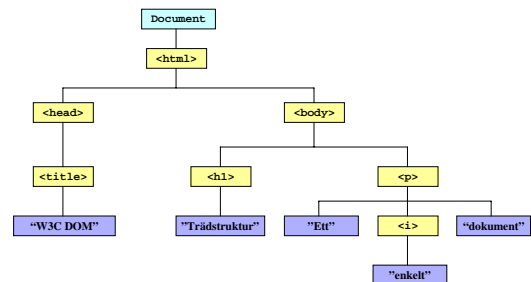 Document
<html>
<head>
<body>
<title>
<h1>
<p>
“W3C DOM”
”Trädstruktur”
”Ett”
<i>
“dokument”
”enkelt”